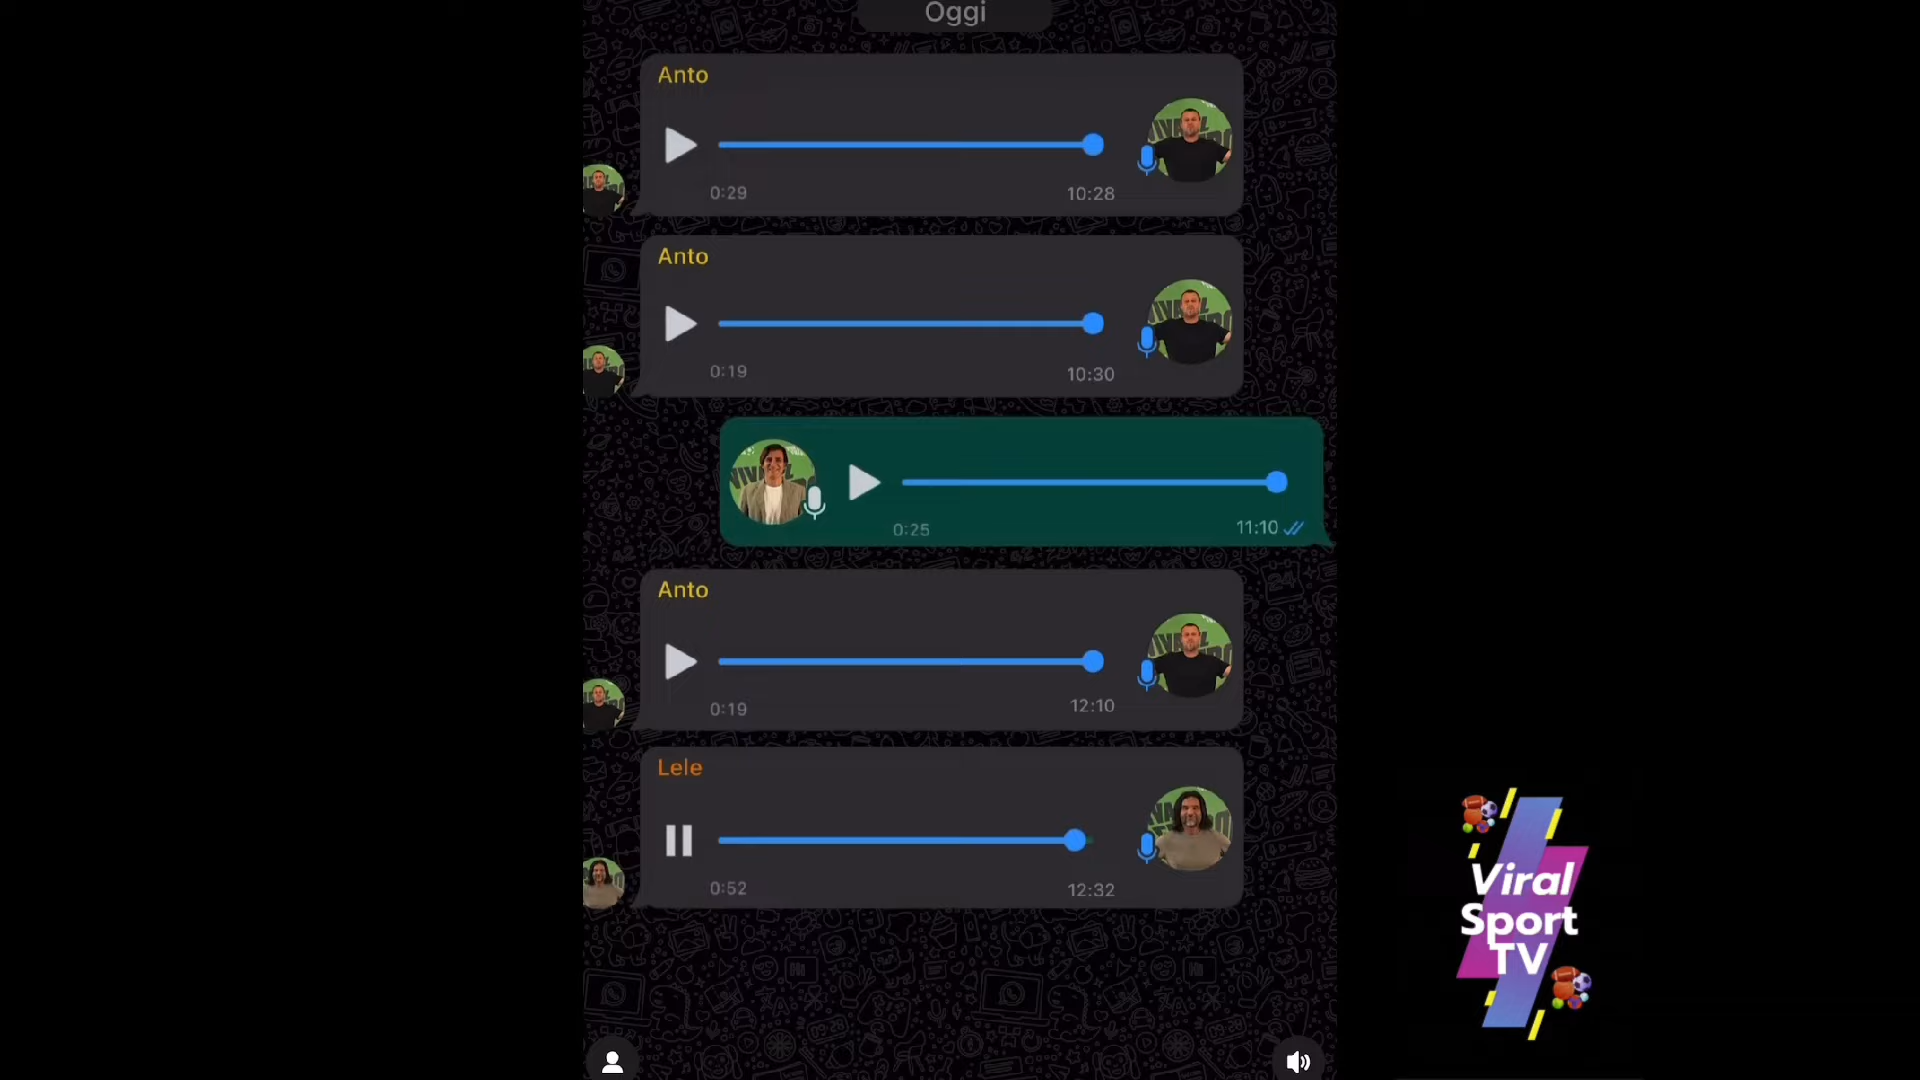 Oggi
Anto
0:29
10:28
Anto
0:19
10:30
0:25
11:10
Anto
0:19
12:10
Lele
0:52
12:32
Viral
Sport
TV